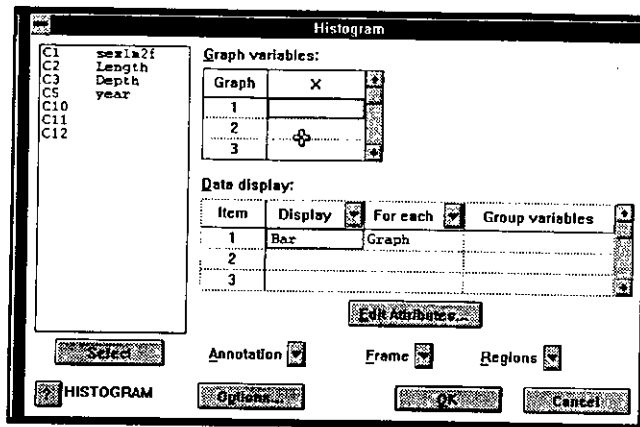 Histogram
C1 sex1m2f
C2 Length
C3 Depth
C5 year
C10
C11
C12
Graph variables:
Graph X
1
2
3
Data display:
Item Display For each Group variables
1 Bar Graph
2
3
Edit Attributes...
Select
Annotation Frame Regions
? HISTOGRAM
Options...
OK
Cancel